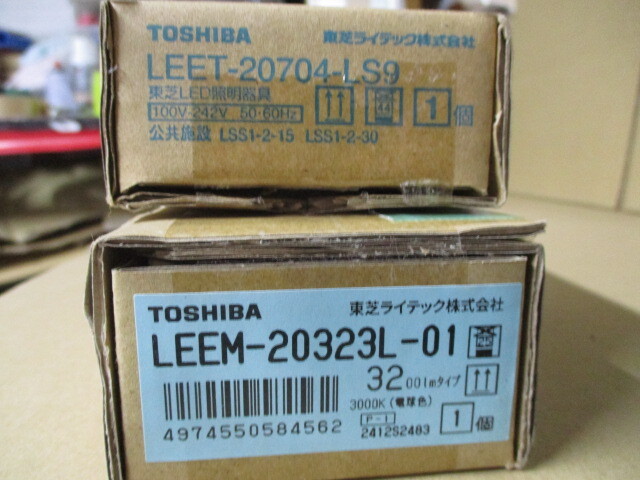 TOSHIBA 東芝ライテック株式会社
LEET-20704-LS9
東芝LED照明器具
100V-242V 50・60Hz 1個
公共施設 LSS1-2-15 LSS1-2-30
TOSHIBA 東芝ライテック株式会社
LEEM-20323L-01
3200lmタイプ
3000K (電球色)
P-1
4974550584562 2412S2483 1個